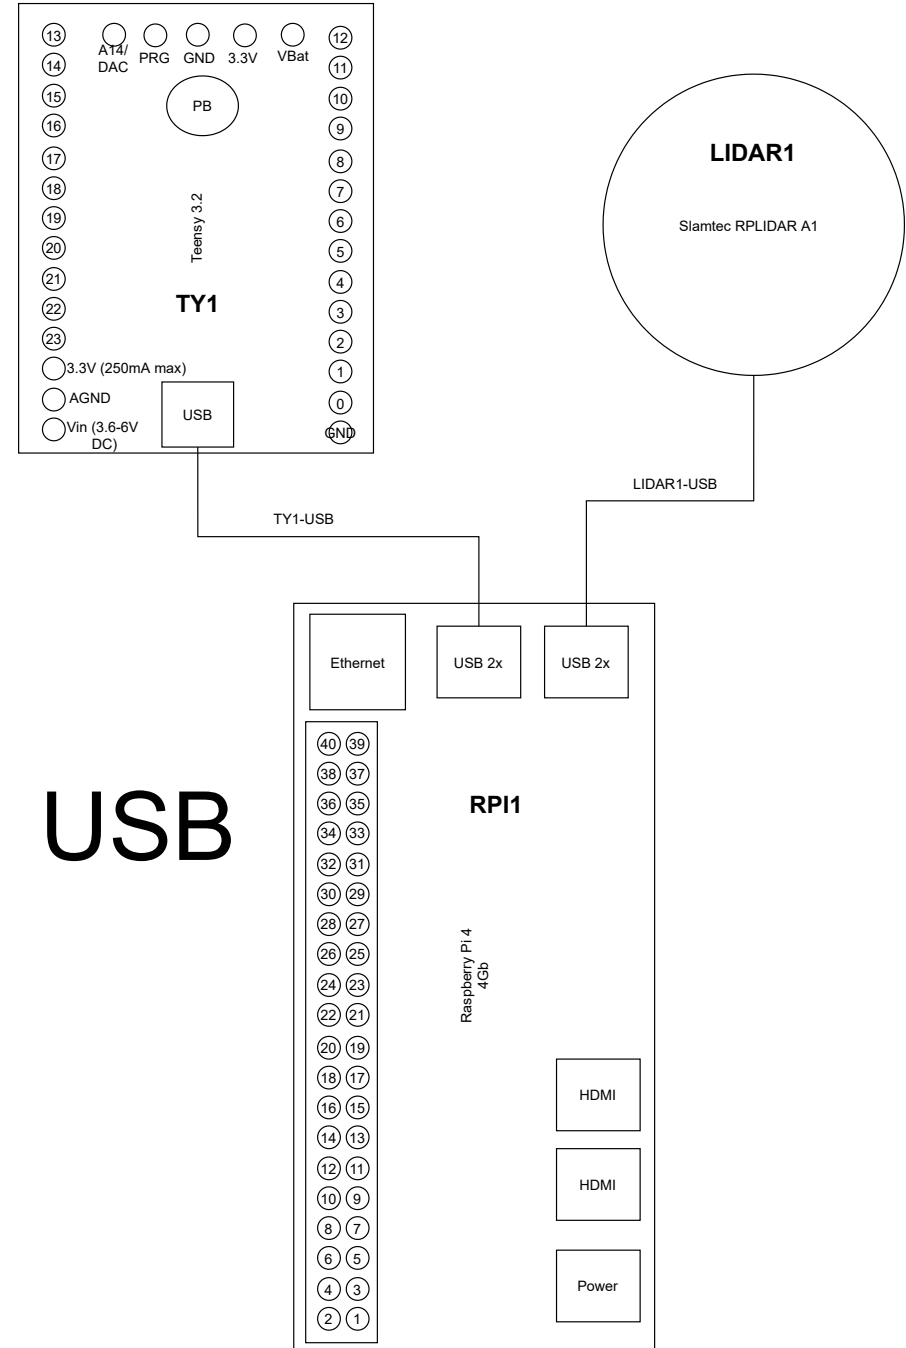 13
A14/
DAC
PRG
GND
3.3V
VBat
12
14
11
15
PB
10
16
9
17
8
18
7
19
Teensy 3.2
6
20
5
21
4
22
TY1
3
23
2
3.3V (250mA max)
1
AGND
USB
0
Vin (3.6-6V
DC)
GND
LIDAR1
Slamtec RPLIDAR A1
LIDAR1-USB
TY1-USB
Ethernet
USB 2x
USB 2x
USB
RPI1
Raspberry Pi 4
4Gb
40 39
38 37
36 35
34 33
32 31
30 29
28 27
26 25
24 23
22 21
20 19
18 17
16 15
14 13
12 11
10 9
8 7
6 5
4 3
2 1
HDMI
HDMI
Power